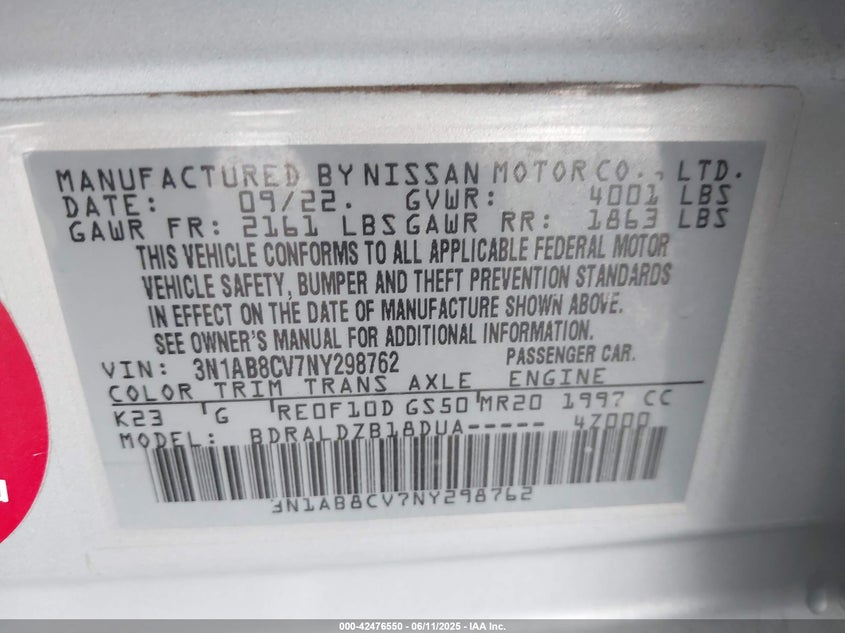 MANUFACTURED BY NISSAN MOTOR CO., LTD.
DATE: 09/22. GVWR: 4001 LBS
GAWR FR: 2161 LBS GAWR RR: 1863 LBS
THIS VEHICLE CONFORMS TO ALL APPLICABLE FEDERAL MOTOR
VEHICLE SAFETY, BUMPER AND THEFT PREVENTION STANDARDS
IN EFFECT ON THE DATE OF MANUFACTURE SHOWN ABOVE.
SEE OWNER'S MANUAL FOR ADDITIONAL INFORMATION.
VIN: 3N1AB8CV7NY298762 PASSENGER CAR.
COLOR TRIM TRANS AXLE ENGINE
K23 G RE0F10D GS50 MR20 1997 CC
MODEL: BDRALDZB18DUA----- 4Z000
3N1AB8CV7NY298762
000-42476550 - 06/11/2025 - IAA Inc.